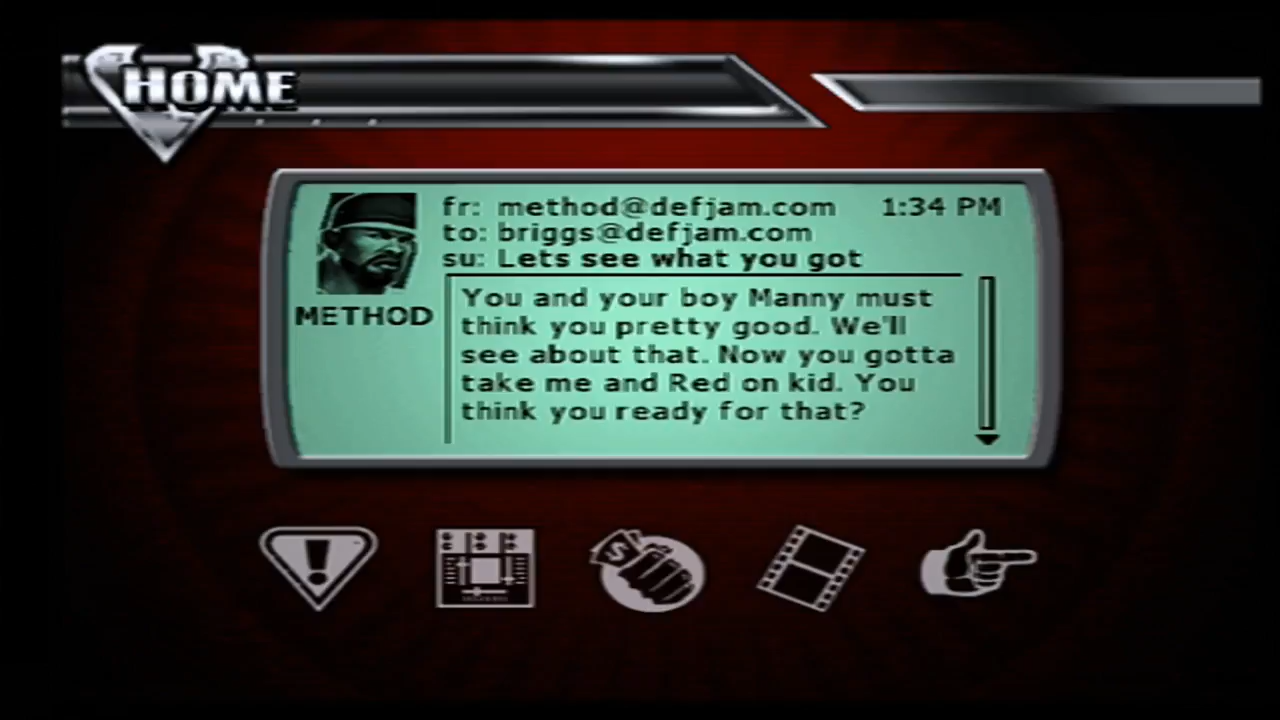 HOME
fr: method@defjam.com 1:34 PM
to: briggs@defjam.com
su: Lets see what you got
METHOD
You and your boy Manny must
think you pretty good. We'll
see about that. Now you gotta
take me and Red on kid. You
think you ready for that?
$